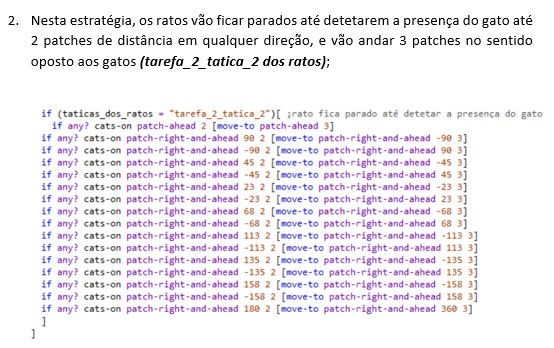 2. Nesta estratégia, os ratos vão ficar parados até detetarem a presença do gato até
2 patches de distância em qualquer direção, e vão andar 3 patches no sentido
oposto aos gatos (tarefa_2_tatica_2 dos ratos);
if (taticas_dos_ratos = "tarefa_2_tatica_2")[ ;rato fica parado até detetar a presença do gato
if any? cats-on patch-ahead 2 [move-to patch-ahead 3]
if any? cats-on patch-right-and-ahead 90 2 [move-to patch-right-and-ahead -90 3]
if any? cats-on patch-right-and-ahead -90 2 [move-to patch-right-and-ahead 90 3]
if any? cats-on patch-right-and-ahead 45 2 [move-to patch-right-and-ahead -45 3]
if any? cats-on patch-right-and-ahead -45 2 [move-to patch-right-and-ahead 45 3]
if any? cats-on patch-right-and-ahead 23 2 [move-to patch-right-and-ahead -23 3]
if any? cats-on patch-right-and-ahead -23 2 [move-to patch-right-and-ahead 23 3]
if any? cats-on patch-right-and-ahead 68 2 [move-to patch-right-and-ahead -68 3]
if any? cats-on patch-right-and-ahead -68 2 [move-to patch-right-and-ahead 68 3]
if any? cats-on patch-right-and-ahead 113 2 [move-to patch-right-and-ahead -113 3]
if any? cats-on patch-right-and-ahead -113 2 [move-to patch-right-and-ahead 113 3]
if any? cats-on patch-right-and-ahead 135 2 [move-to patch-right-and-ahead -135 3]
if any? cats-on patch-right-and-ahead -135 2 [move-to patch-right-and-ahead 135 3]
if any? cats-on patch-right-and-ahead 158 2 [move-to patch-right-and-ahead -158 3]
if any? cats-on patch-right-and-ahead -158 2 [move-to patch-right-and-ahead 158 3]
if any? cats-on patch-right-and-ahead 180 2 [move-to patch-right-and-ahead 360 3]
]
]